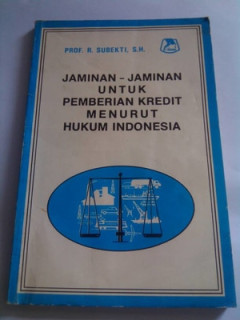 PROF. R. SUBEKTI, S.H.
JAMINAN - JAMINAN
UNTUK
PEMBERIAN KREDIT
MENURUT
HUKUM INDONESIA